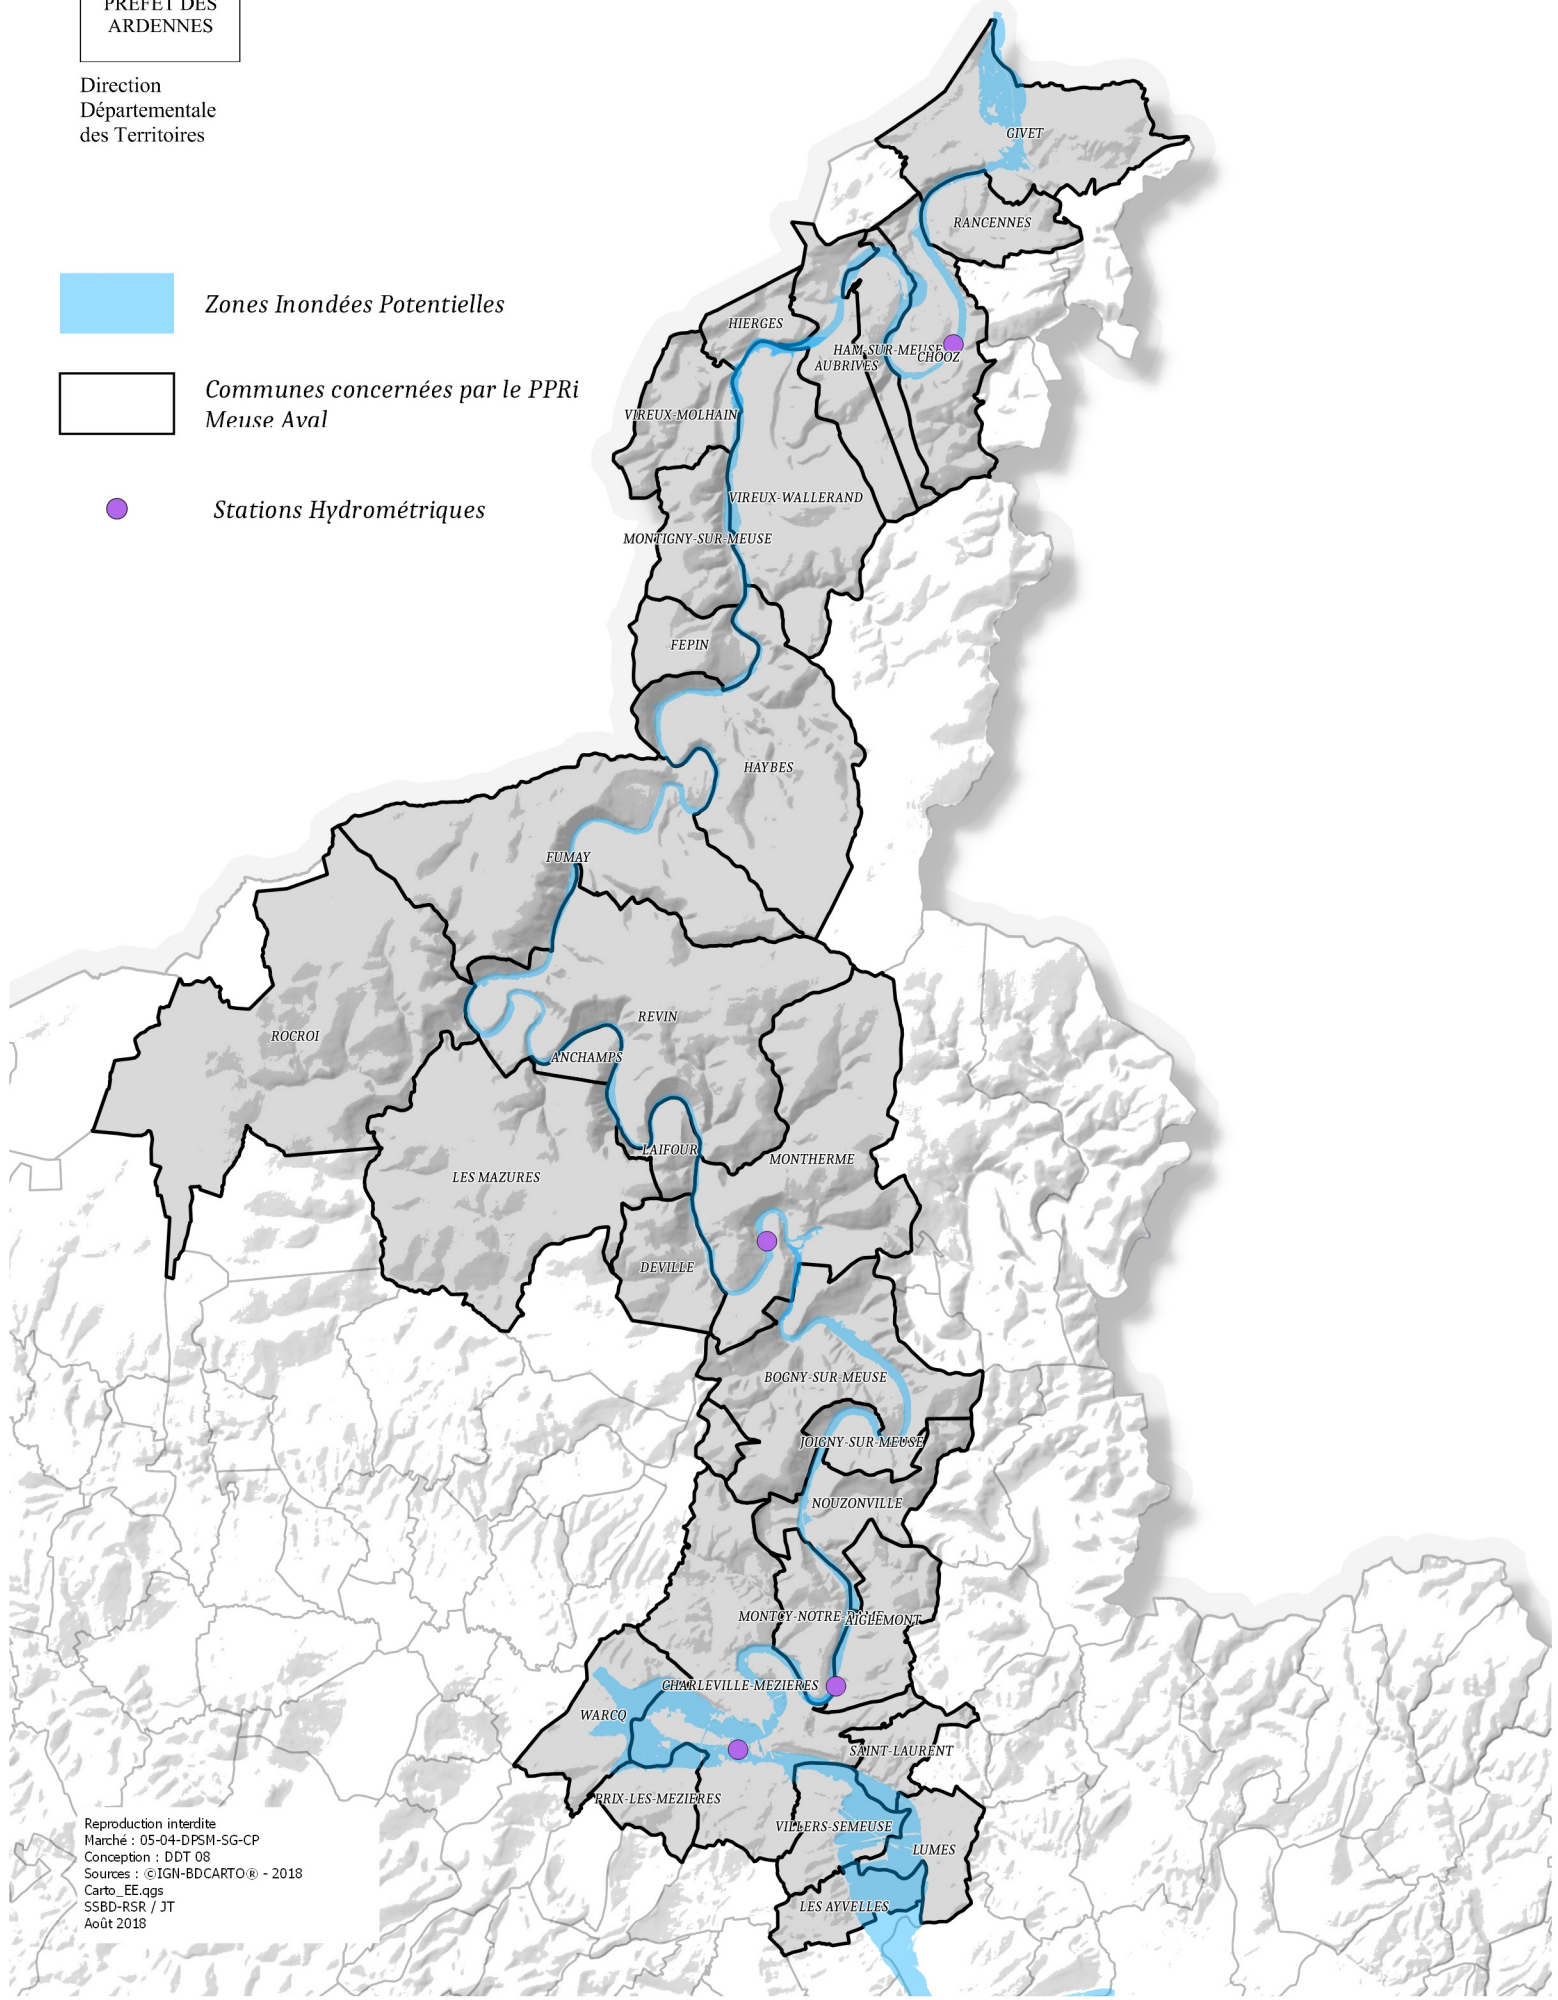 PREFET DES
ARDENNES
Direction
Départementale
des Territoires
Zones Inondées Potentielles
Communes concernées par le PPRi
Meuse Aval
Stations Hydrométriques
GIVET
RANCENNES
HIERGES
HAM-SUR-MEUSE
CHOOZ
AUBRIVES
VIREUX-MOLHAIN
VIREUX-WALLERAND
MONTIGNY-SUR-MEUSE
FEPIN
HAYBES
FUMAY
REVIN
ROCROI
ANCHAMPS
LAIFOUR
MONTHERME
LES MAZURES
DEVILLE
BOGNY-SUR-MEUSE
JOIGNY-SUR-MEUSE
NOUZONVILLE
MONTCY-NOTRE-DAME
AIGLEMONT
CHARLEVILLE-MEZIERES
WARCQ
SAINT-LAURENT
PRIX-LES-MEZIERES
VILLERS-SEMEUSE
LUMES
LES AYVELLES
Reproduction interdite
Marché : 05-04-DPSM-SG-CP
Conception : DDT 08
Sources : ©IGN-BDCARTO® - 2018
Carto_EE.qgs
SSBD-RSR / JT
Août 2018